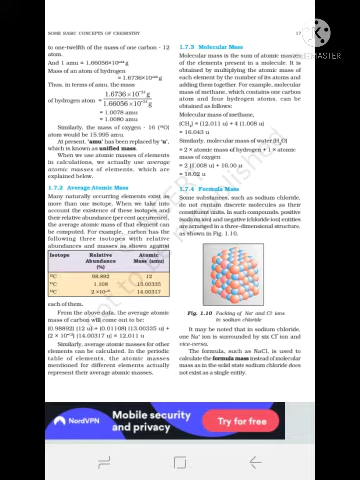 SOME BASIC CONCEPTS OF CHEMISTRY
17
to one-twelfth of the mass of one carbon - 12
atom.
And 1 amu = 1.66056×10⁻²⁴ g
Mass of an atom of hydrogen
= 1.6736×10⁻²⁴ g
Thus, in terms of amu, the mass
of hydrogen atom = 1.6736 × 10⁻²⁴ g
1.66056 × 10⁻²⁴ g
= 1.0078 amu
= 1.0080 amu
Similarly, the mass of oxygen - 16 (¹⁶O)
atom would be 15.995 amu.
At present, 'amu' has been replaced by 'u',
which is known as unified mass.
When we use atomic masses of elements
in calculations, we actually use average
atomic masses of elements, which are
explained below.
1.7.2 Average Atomic Mass
Many naturally occurring elements exist as
more than one isotope. When we take into
account the existence of these isotopes and
their relative abundance (per cent occurrence),
the average atomic mass of that element can
be computed. For example, carbon has the
following three isotopes with relative
abundances and masses as shown against
Isotope Relative Atomic
Abundance Mass (amu)
(%)
¹²C 98.892 12
¹³C 1.108 13.00335
¹⁴C 2 ×10⁻¹⁰ 14.00317
each of them.
From the above data, the average atomic
mass of carbon will come out to be:
(0.98892) (12 u) + (0.01108) (13.00335 u) +
(2 × 10⁻¹²) (14.00317 u) = 12.011 u
Similarly, average atomic masses for other
elements can be calculated. In the periodic
table of elements, the atomic masses
mentioned for different elements actually
represent their average atomic masses.
1.7.3 Molecular Mass
Molecular mass is the sum of atomic masses
of the elements present in a molecule. It is
obtained by multiplying the atomic mass of
each element by the number of its atoms and
adding them together. For example, molecular
mass of methane, which contains one carbon
atom and four hydrogen atoms, can be
obtained as follows:
Molecular mass of methane,
(CH₄) = (12.011 u) + 4 (1.008 u)
= 16.043 u
Similarly, molecular mass of water (H₂O)
= 2 × atomic mass of hydrogen + 1 × atomic
mass of oxygen
= 2 (1.008 u) + 16.00 u
= 18.02 u
1.7.4 Formula Mass
Some substances, such as sodium chloride,
do not contain discrete molecules as their
constituent units. In such compounds, positive
(sodium ion) and negative (chloride ion) entities
are arranged in a three-dimensional structure,
as shown in Fig. 1.10.
Fig. 1.10 Packing of Na⁺ and Cl⁻ ions
in sodium chloride
It may be noted that in sodium chloride,
one Na⁺ ion is surrounded by six Cl⁻ ion and
vice-versa.
The formula, such as NaCl, is used to
calculate the formula mass instead of molecular
mass as in the solid state sodium chloride does
not exist as a single entity.
NordVPN
Mobile security
and privacy
Try for free